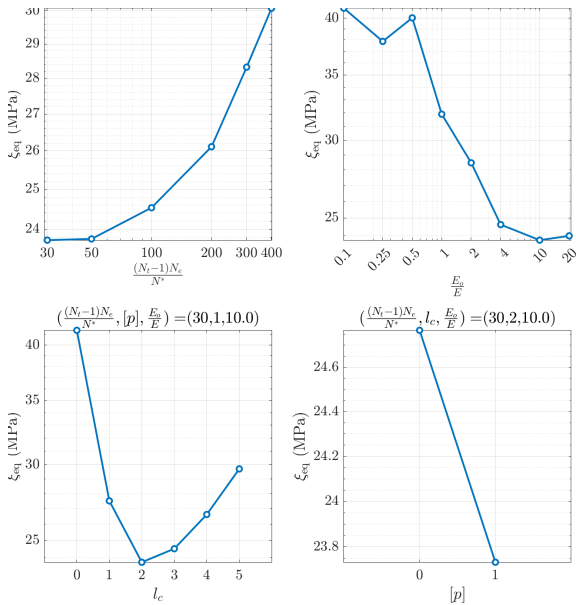 30
29
28
27
26
25
24
ξeq (MPa)
30 50 100 200 300 400
(Nt−1)Ne
N*
40
35
30
25
ξeq (MPa)
0.1 0.25 0.5 1 2 4 10 20
Eo
E
((Nt−1)Ne/N*, [p], Eo/E) =(30,1,10.0)
40
35
30
25
ξeq (MPa)
0 1 2 3 4 5
lc
((Nt−1)Ne/N*, lc, Eo/E) =(30,2,10.0)
24.6
24.4
24.2
24
23.8
ξeq (MPa)
0 1
[p]